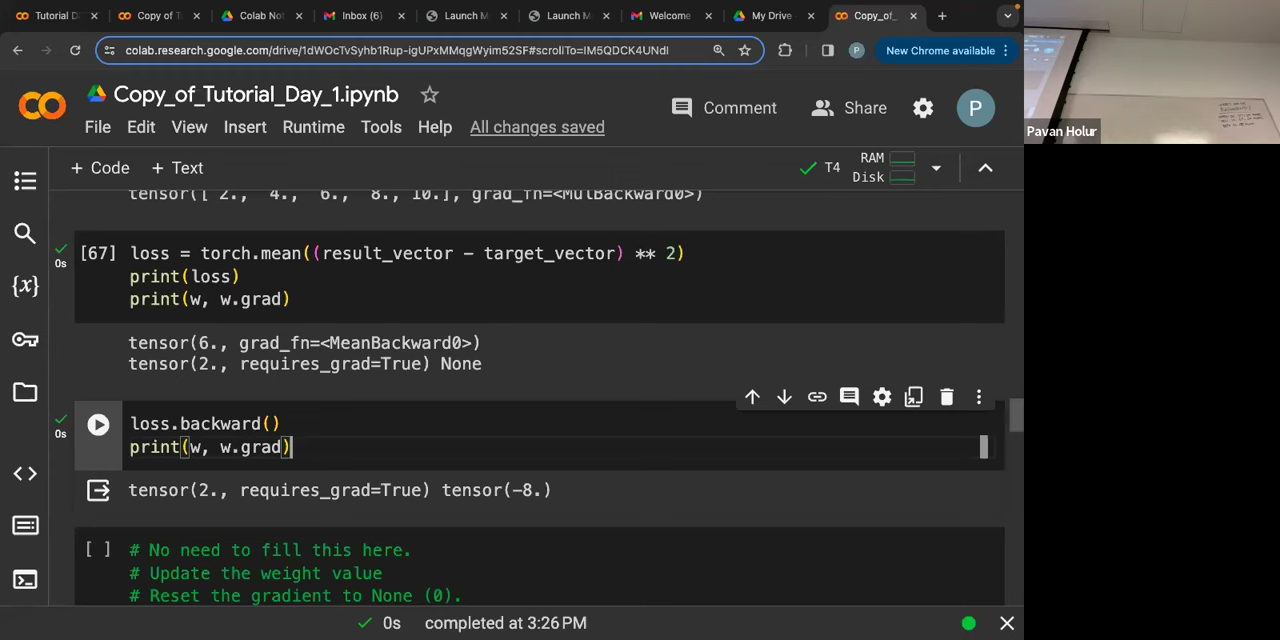 Tutorial D
Copy of T
Colab Not
Inbox (6)
Launch M
Launch M
Welcome
My Drive
Copy_of_
colab.research.google.com/drive/1dWOcTvSyhb1Rup-igUPxMMqgWyim52SF#scrollTo=IM5QDCK4UNdl
P
New Chrome available
Copy_of_Tutorial_Day_1.ipynb
Comment
Share
P
File Edit View Insert Runtime Tools Help All changes saved
+ Code + Text
T4
RAM
Disk
tensor([ 2., 4., 6., 8., 10.], grad_fn=<MulBackward0>)
[67] loss = torch.mean((result_vector - target_vector) ** 2)
print(loss)
print(w, w.grad)
0s
tensor(6., grad_fn=<MeanBackward0>)
tensor(2., requires_grad=True) None
loss.backward()
print(w, w.grad)
0s
tensor(2., requires_grad=True) tensor(-8.)
[ ] # No need to fill this here.
# Update the weight value
# Reset the gradient to None (0).
0s completed at 3:26 PM
Pavan Holur